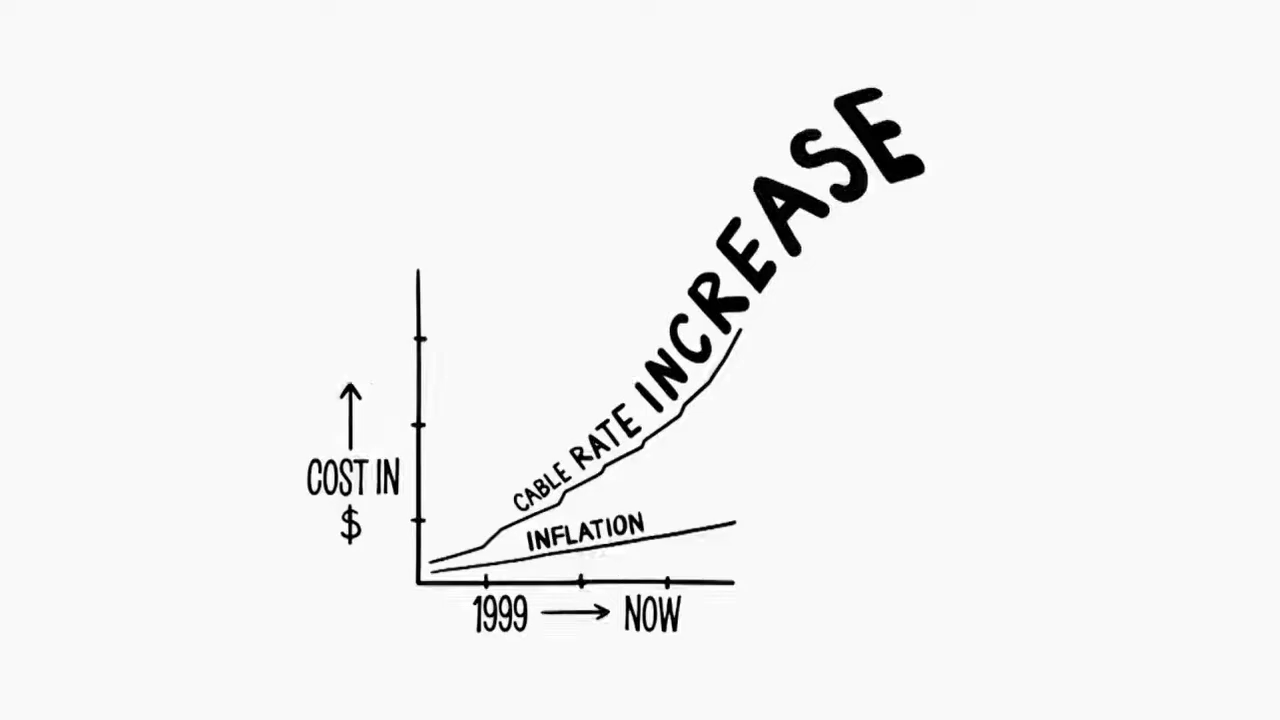 CABLE RATE INCREASE
INFLATION
COST IN
$
1999
NOW